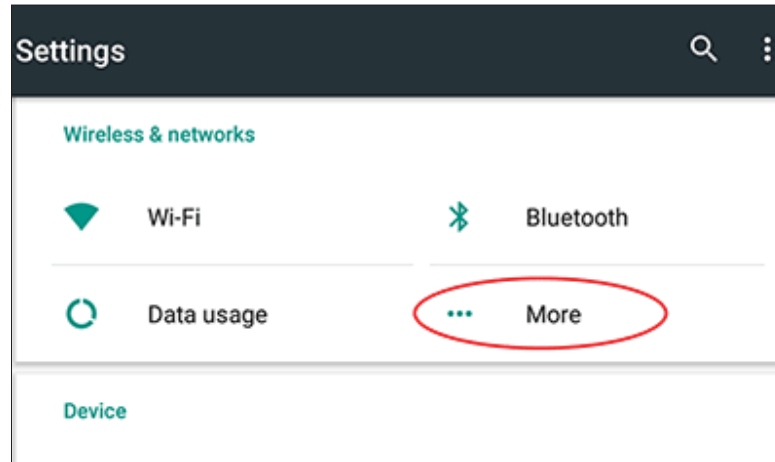 Settings
Wireless & networks
Wi-Fi
Bluetooth
Data usage
More
Device